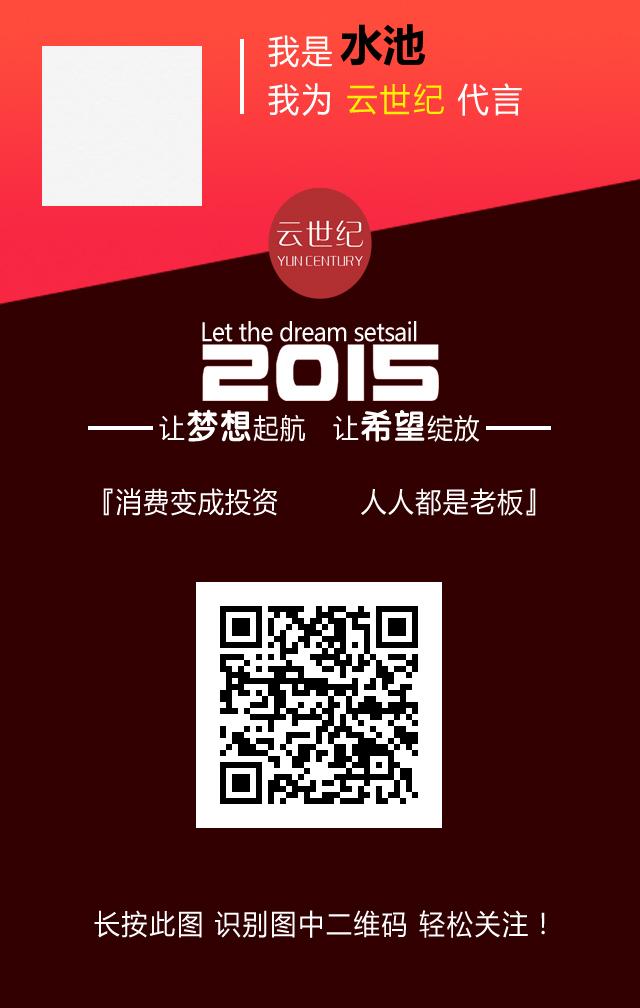 我是 水池
我为 云世纪 代言
云世纪
YUN CENTURY
Let the dream setsail
2015
让梦想起航 让希望绽放
『消费变成投资 人人都是老板』
长按此图 识别图中二维码 轻松关注！